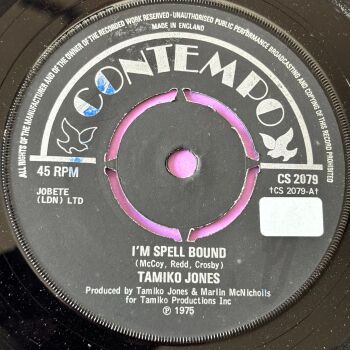 ALL RIGHTS OF THE MANUFACTURER AND OF THE OWNER OF THE RECORDED WORK RESERVED - UNAUTHORISED PUBLIC PERFORMANCE BROADCASTING AND COPYING OF THIS RECORD PROHIBITED
MADE IN ENGLAND
CONTEMPO
45 RPM
CS 2079
†CS 2079-A†
JOBETE
(LDN) LTD
I'M SPELL BOUND
(McCoy, Redd, Crosby)
TAMIKO JONES
Produced by Tamiko Jones & Marlin McNicholls
for Tamiko Productions Inc
℗ 1975